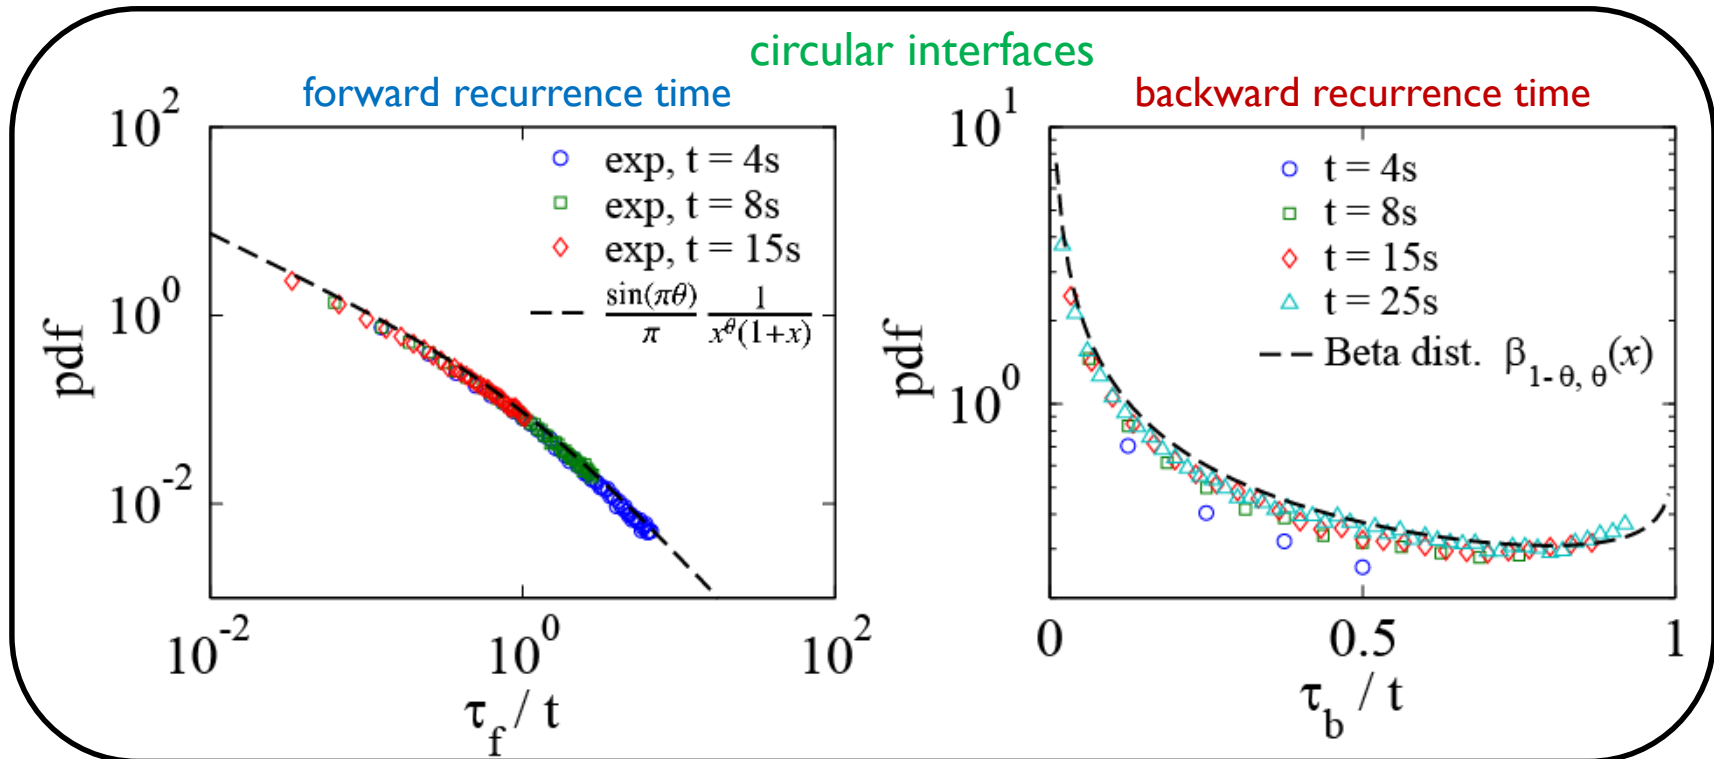 circular interfaces
forward recurrence time
backward recurrence time
10^2
10^0
10^-2
pdf
exp, t = 4s
exp, t = 8s
exp, t = 15s
sin(πθ)/π 1/x^θ(1+x)
10^-2 10^0 10^2
τ_f / t
10^1
10^0
pdf
t = 4s
t = 8s
t = 15s
t = 25s
Beta dist. β_1-θ, θ(x)
0 0.5 1
τ_b / t